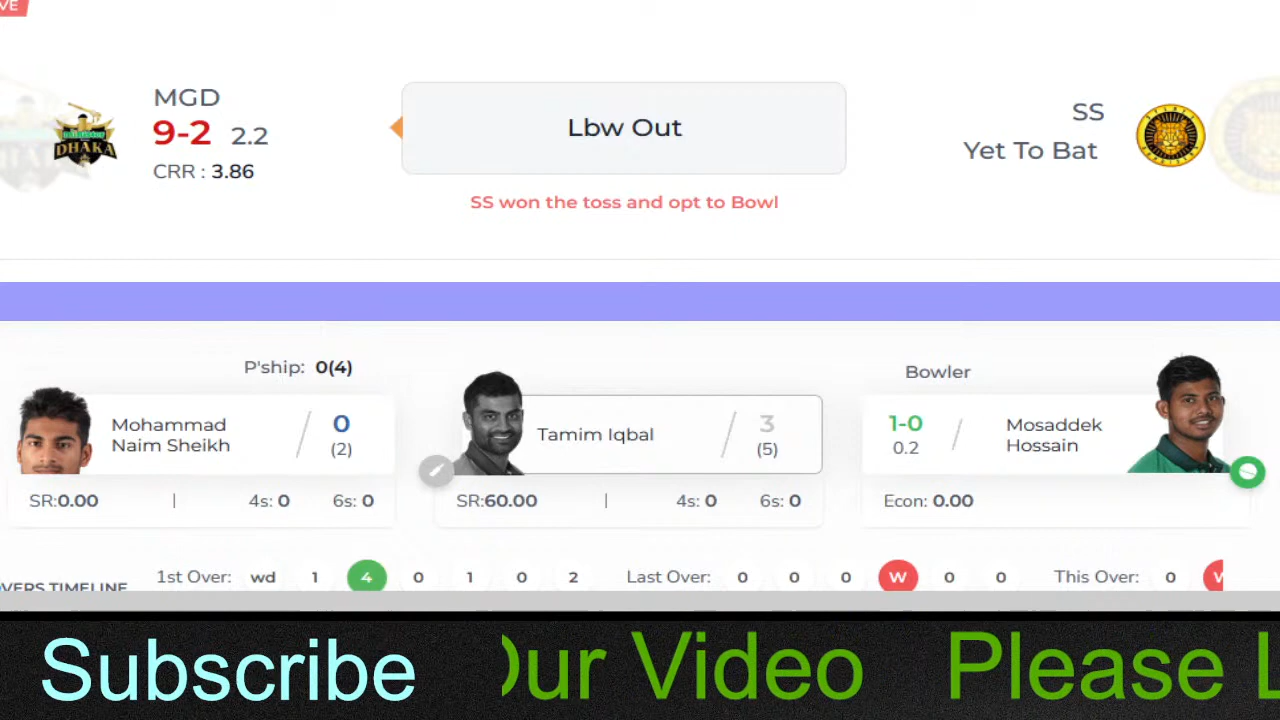 VE
MGD
9-2 2.2
CRR : 3.86
Lbw Out
SS won the toss and opt to Bowl
SS
Yet To Bat
DHAKA
P'ship: 0(4)
Mohammad
Naim Sheikh
0
(2)
SR:0.00 | 4s: 0 6s: 0
Tamim Iqbal
3
(5)
SR:60.00 | 4s: 0 6s: 0
Bowler
1-0
0.2
Mosaddek
Hossain
Econ: 0.00
OVERS TIMELINE 1st Over: wd 1 4 0 1 0 2 Last Over: 0 0 0 W 0 0 This Over: 0 W
Subscribe Our Video Please L